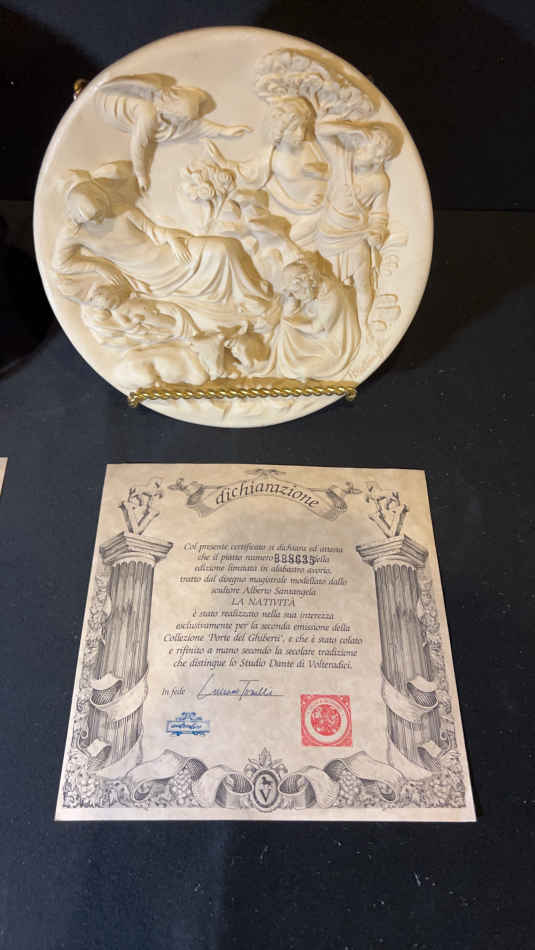 dichiarazione
Col presente certificato si dichiara ed attesta
che il piatto numero BB8635 della
edizione limitata in alabastro avorio,
tratto dal disegno magistrale modellato dallo
scultore Alberto Santangela
LA NATIVITÀ
è stato realizzato nella sua interezza
esclusivamente per la seconda emissione della
Collezione 'Porte del Ghiberti', e che è stato colato
e rifinito a mano secondo la secolare tradizione
che distingue lo Studio Dante di Volteradici.
In fede
V